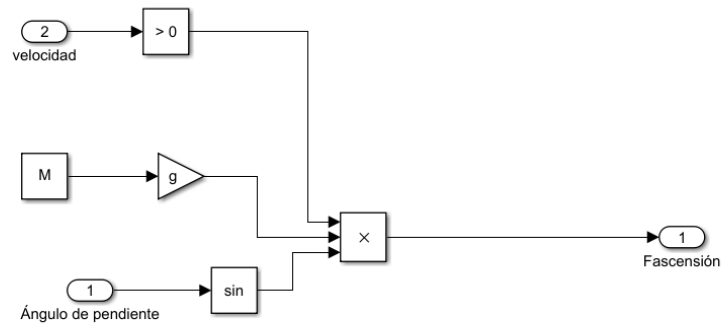 2
velocidad
> 0
M
g
×
1
Fascensión
1
Ángulo de pendiente
sin